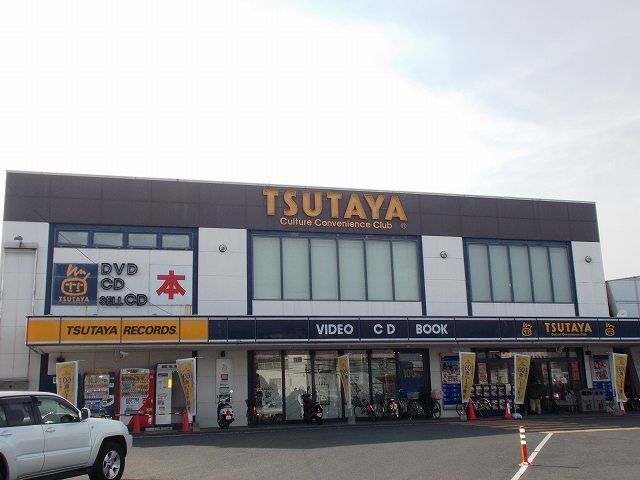 TSUTAYA
Culture Convenience Club
®
TSUTAYA
DVD
CD
SELL CD
本
TSUTAYA RECORDS
VIDEO CD BOOK
TSUTAYA